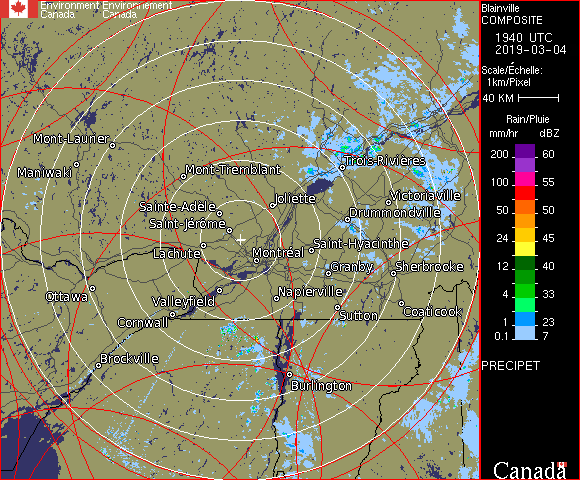 Environment Environnement
Canada Canada
Blainville
COMPOSITE
1940 UTC
2019-03-04
Scale/Échelle:
1km/Pixel
40 KM
Rain/Pluie
mm/hr dBZ
200 60
150 57
100 55
50 50
24 45
12 40
4 33
1 23
0.1 7
PRECIPET
Canada
Mont-Laurier
Maniwaki
Mont-Tremblant
Trois-Rivières
Joliette
Victoriaville
Sainte-Adèle
Drummondville
Saint-Jérôme
Lachute
Montréal
Saint-Hyacinthe
Granby
Sherbrooke
Ottawa
Valleyfield
Napierville
Cornwall
Sutton
Coaticook
Brockville
Burlington